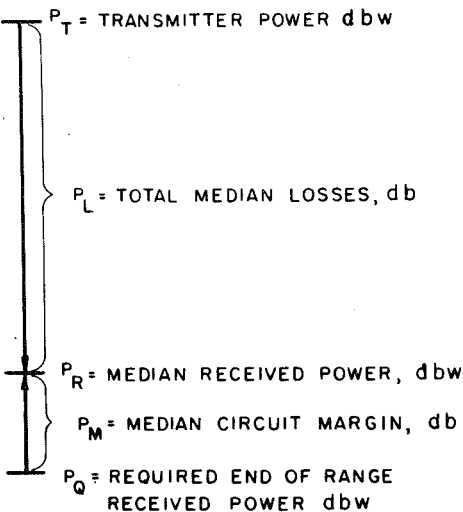 P_T = TRANSMITTER POWER dbw
P_L = TOTAL MEDIAN LOSSES, db
P_R = MEDIAN RECEIVED POWER, dbw
P_M = MEDIAN CIRCUIT MARGIN, db
P_Q = REQUIRED END OF RANGE
RECEIVED POWER dbw